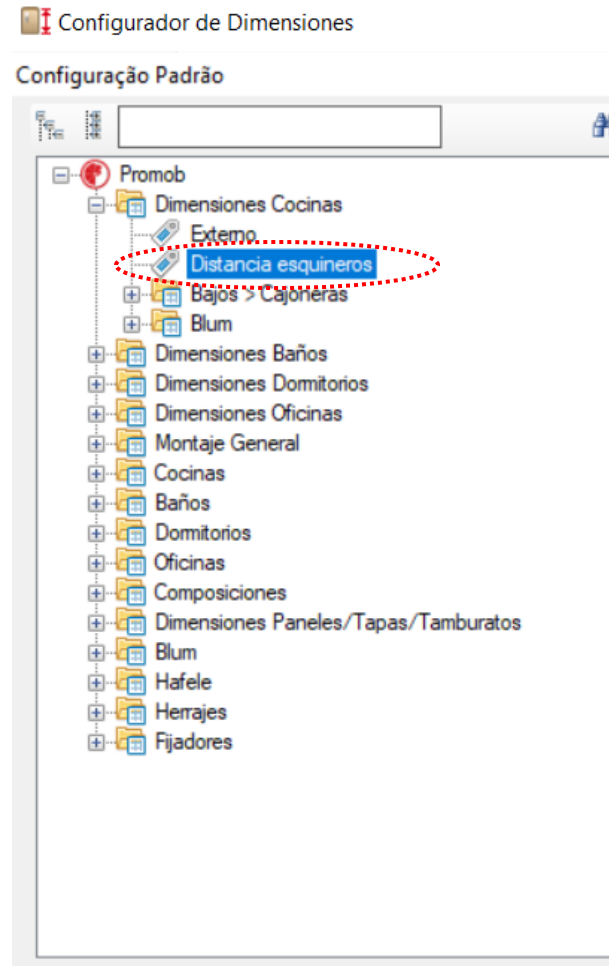 Configurador de Dimensiones
Configuração Padrão
Promob
Dimensiones Cocinas
Externo
Distancia esquineros
Bajos > Cajoneras
Blum
Dimensiones Baños
Dimensiones Dormitorios
Dimensiones Oficinas
Montaje General
Cocinas
Baños
Dormitorios
Oficinas
Composiciones
Dimensiones Paneles/Tapas/Tamburatos
Blum
Hafele
Herrajes
Fijadores